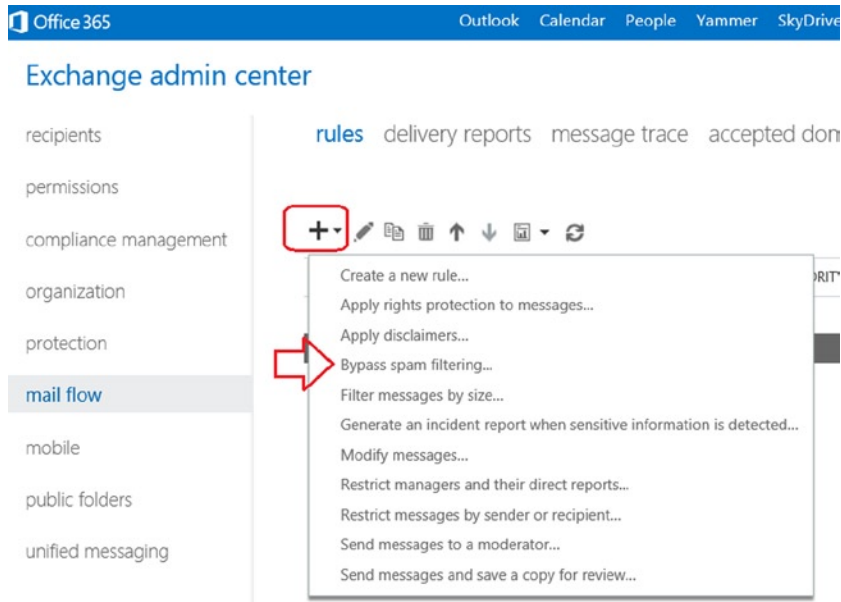 Office 365 Outlook Calendar People Yammer SkyDrive
Exchange admin center
recipients
permissions
compliance management
organization
protection
mail flow
mobile
public folders
unified messaging
rules delivery reports message trace accepted dom
Create a new rule...
Apply rights protection to messages...
Apply disclaimers...
Bypass spam filtering...
Filter messages by size...
Generate an incident report when sensitive information is detected...
Modify messages...
Restrict managers and their direct reports...
Restrict messages by sender or recipient...
Send messages to a moderator...
Send messages and save a copy for review...